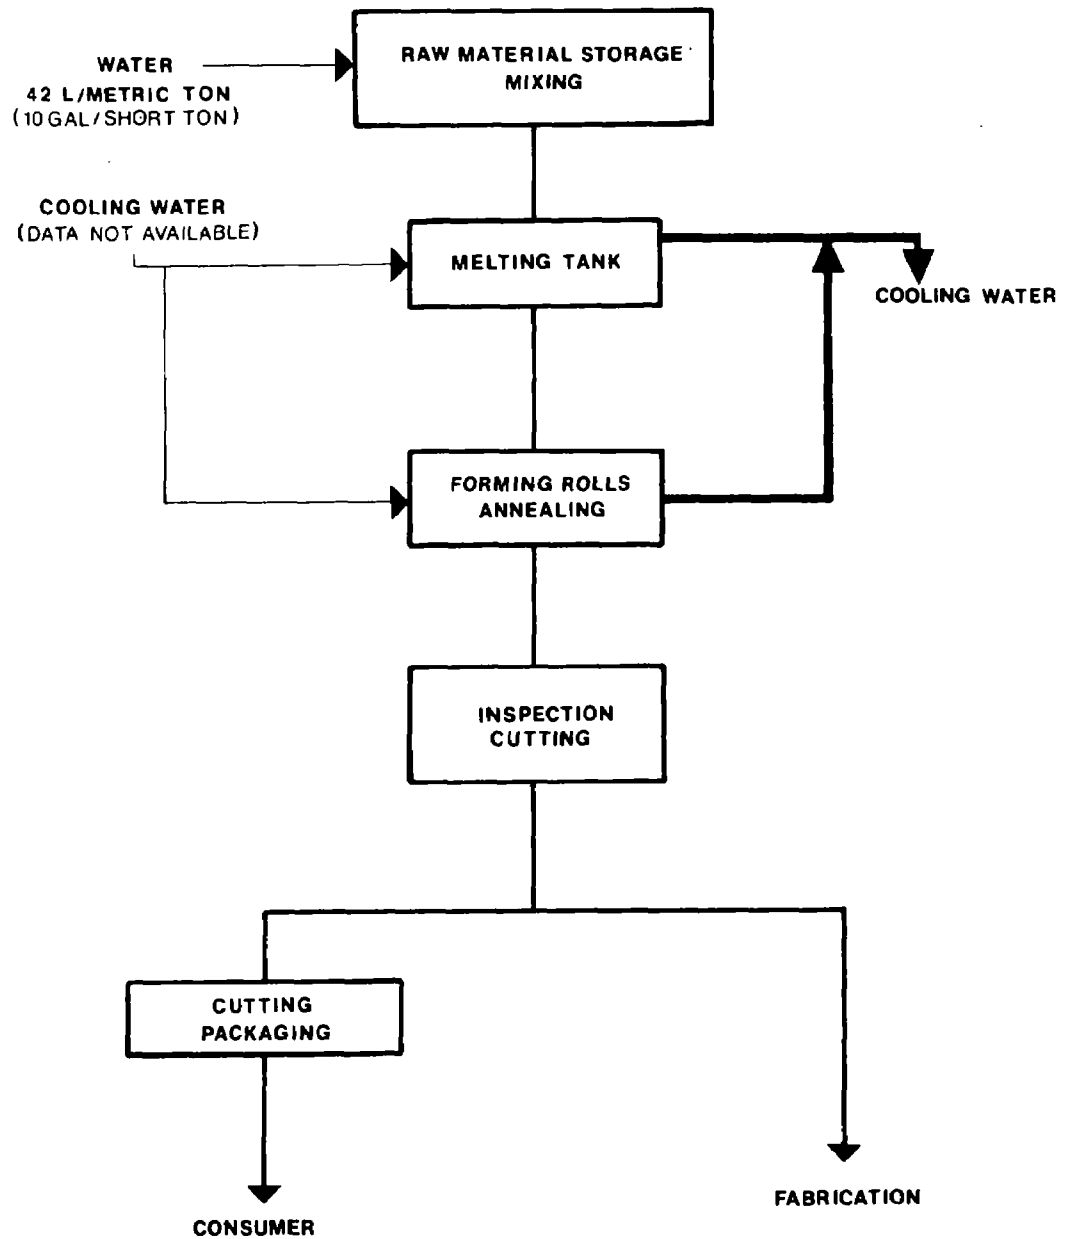 RAW MATERIAL STORAGE
MIXING
WATER
42 L/METRIC TON
(10 GAL/SHORT TON)
COOLING WATER
(DATA NOT AVAILABLE)
MELTING TANK
COOLING WATER
FORMING ROLLS
ANNEALING
INSPECTION
CUTTING
CUTTING
PACKAGING
CONSUMER
FABRICATION